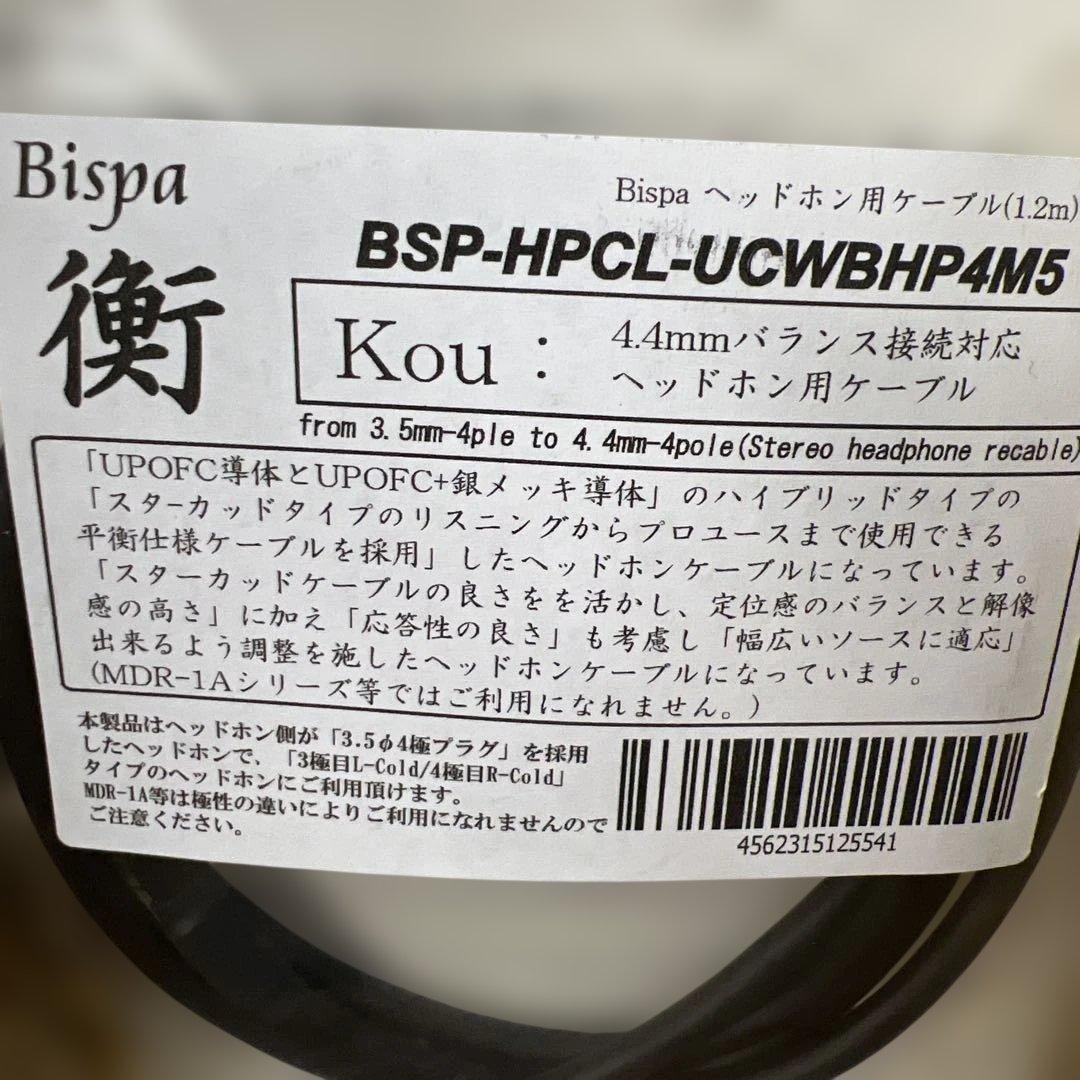 Bispa
衡
Bispa ヘッドホン用ケーブル(1.2m)
BSP-HPCL-UCWBHP4M5
Kou：
4.4mmバランス接続対応
ヘッドホン用ケーブル
from 3.5mm-4ple to 4.4mm-4pole(Stereo headphone recable)
「UPOFC導体とUPOFC+銀メッキ導体」のハイブリッドタイプの
「スターカッドタイプのリスニングからプロユースまで使用できる
平衡仕様ケーブルを採用」したヘッドホンケーブルになっています。
「スターカッドケーブルの良さをを活かし、定位感のバランスと解像
感の高さ」に加え「応答性の良さ」も考慮し「幅広いソースに適応」
出来るよう調整を施したヘッドホンケーブルになっています。
(MDR-1Aシリーズ等ではご利用になれません。)
本製品はヘッドホン側が「3.5φ4極プラグ」を採用
したヘッドホンで、「3極目L-Cold/4極目R-Cold」
タイプのヘッドホンにご利用頂けます。
MDR-1A等は極性の違いによりご利用になれませんので
ご注意ください。
4562315125541